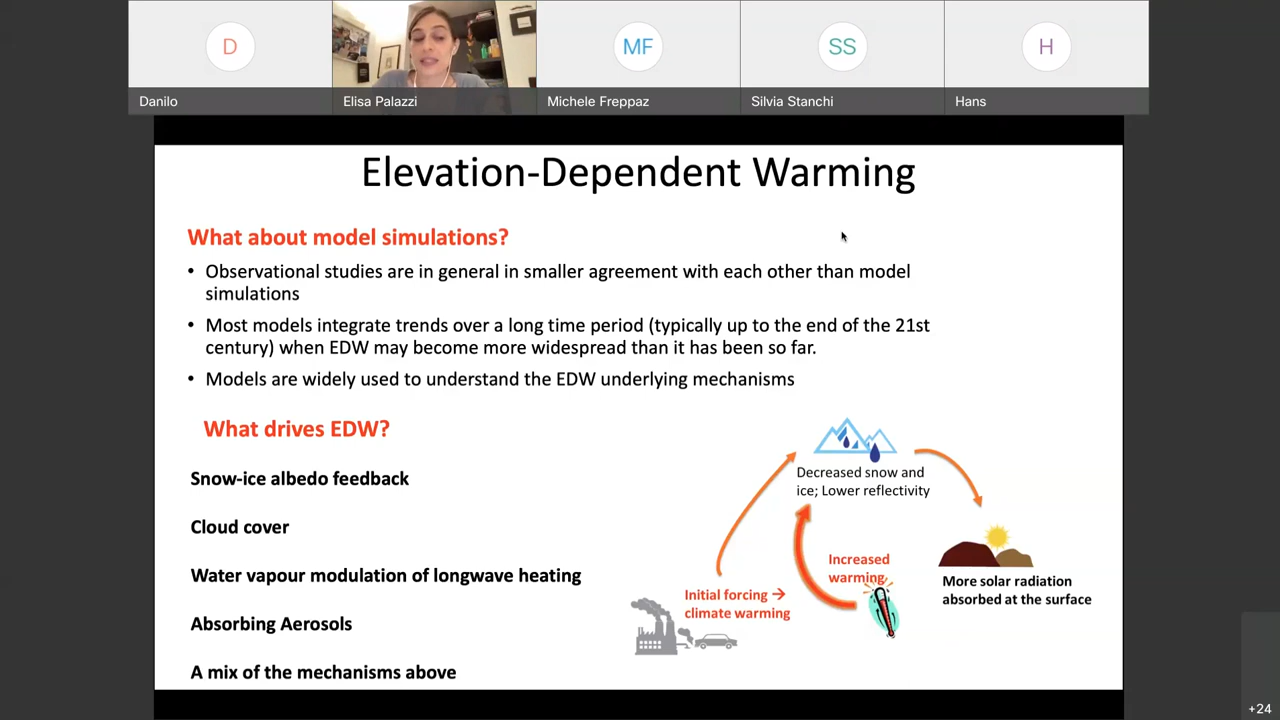 D
MF
SS
H
Danilo
Elisa Palazzi
Michele Freppaz
Silvia Stanchi
Hans
Elevation-Dependent Warming
What about model simulations?
• Observational studies are in general in smaller agreement with each other than model
simulations
• Most models integrate trends over a long time period (typically up to the end of the 21st
century) when EDW may become more widespread than it has been so far.
• Models are widely used to understand the EDW underlying mechanisms
What drives EDW?
Snow-ice albedo feedback
Cloud cover
Water vapour modulation of longwave heating
Absorbing Aerosols
A mix of the mechanisms above
Decreased snow and
ice; Lower reflectivity
Increased
warming
More solar radiation
absorbed at the surface
Initial forcing →
climate warming
+24